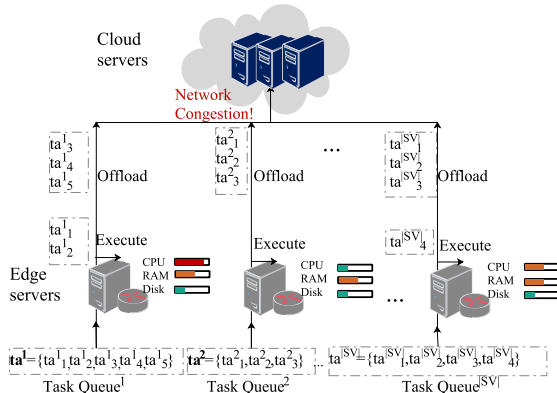 Cloud servers
Network Congestion!
ta¹₃
ta¹₄
ta¹₅
Offload
ta²₁
ta²₂
ta²₃
Offload
...
ta|SV|₁
ta|SV|₂
ta|SV|₃
Offload
ta¹₁
ta¹₂
Execute
Execute
ta|SV|₄
Execute
Edge servers
CPU
RAM
Disk
CPU
RAM
Disk
...
CPU
RAM
Disk
ta¹={ta¹₁,ta¹₂,ta¹₃,ta¹₄,ta¹₅}
ta²={ta²₁,ta²₂,ta²₃}
...
ta|SV|={ta|SV|₁,ta|SV|₂,ta|SV|₃,ta|SV|₄}
Task Queue¹
Task Queue²
Task Queue|SV|